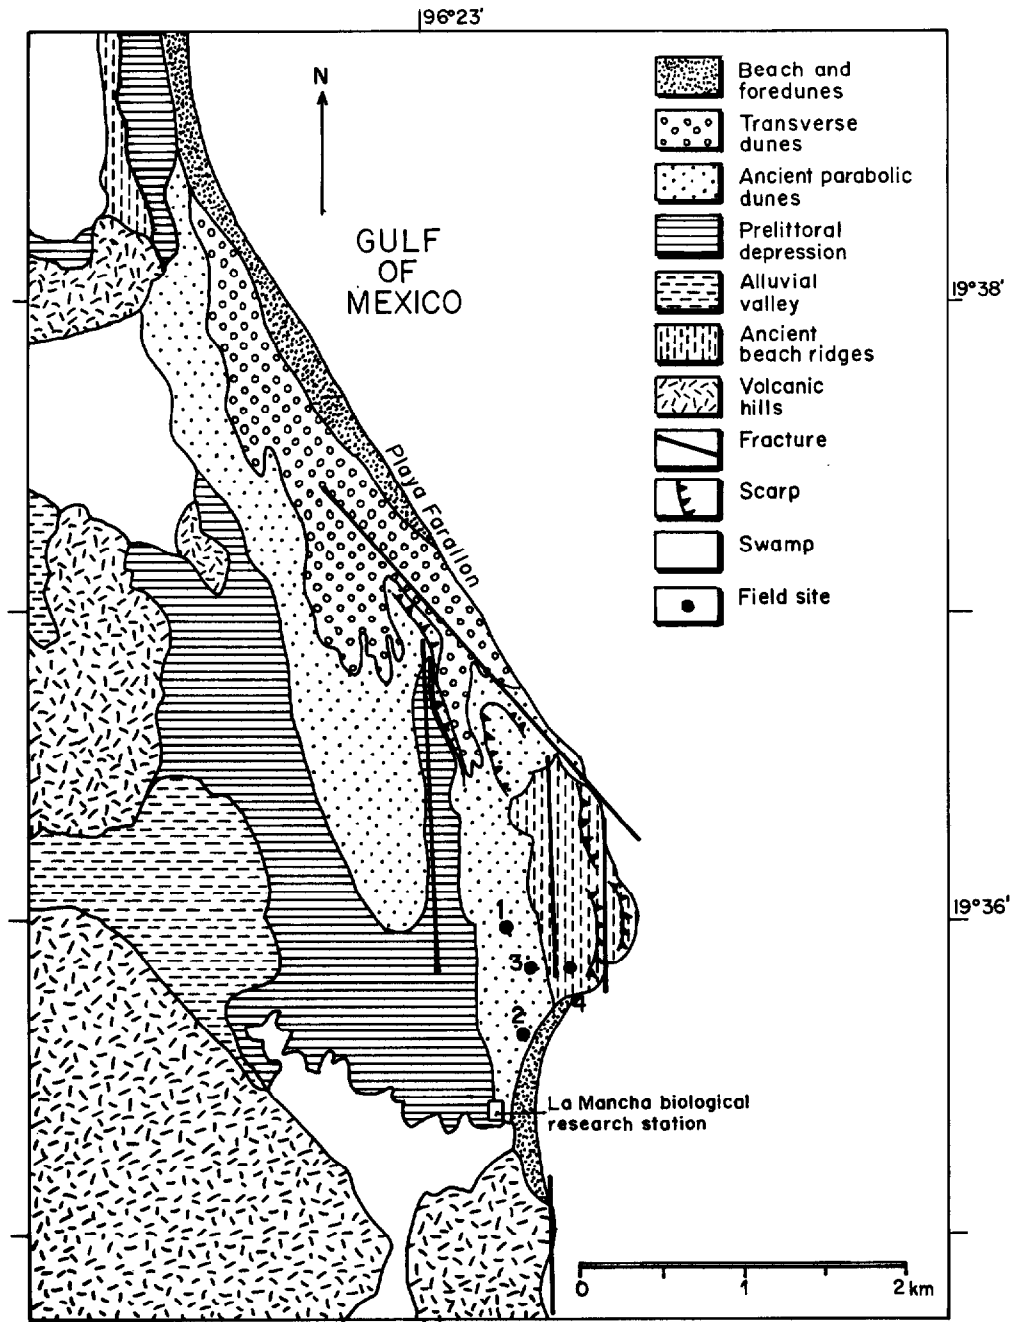 96°23'
N
GULF
OF
MEXICO
Playa Farallon
Beach and
foredunes
Transverse
dunes
Ancient parabolic
dunes
Prelittoral
depression
Alluvial
valley
Ancient
beach ridges
Volcanic
hills
Fracture
Scarp
Swamp
Field site
19°38'
19°36'
1
3
4
2
La Mancha biological
research station
0 1 2 km